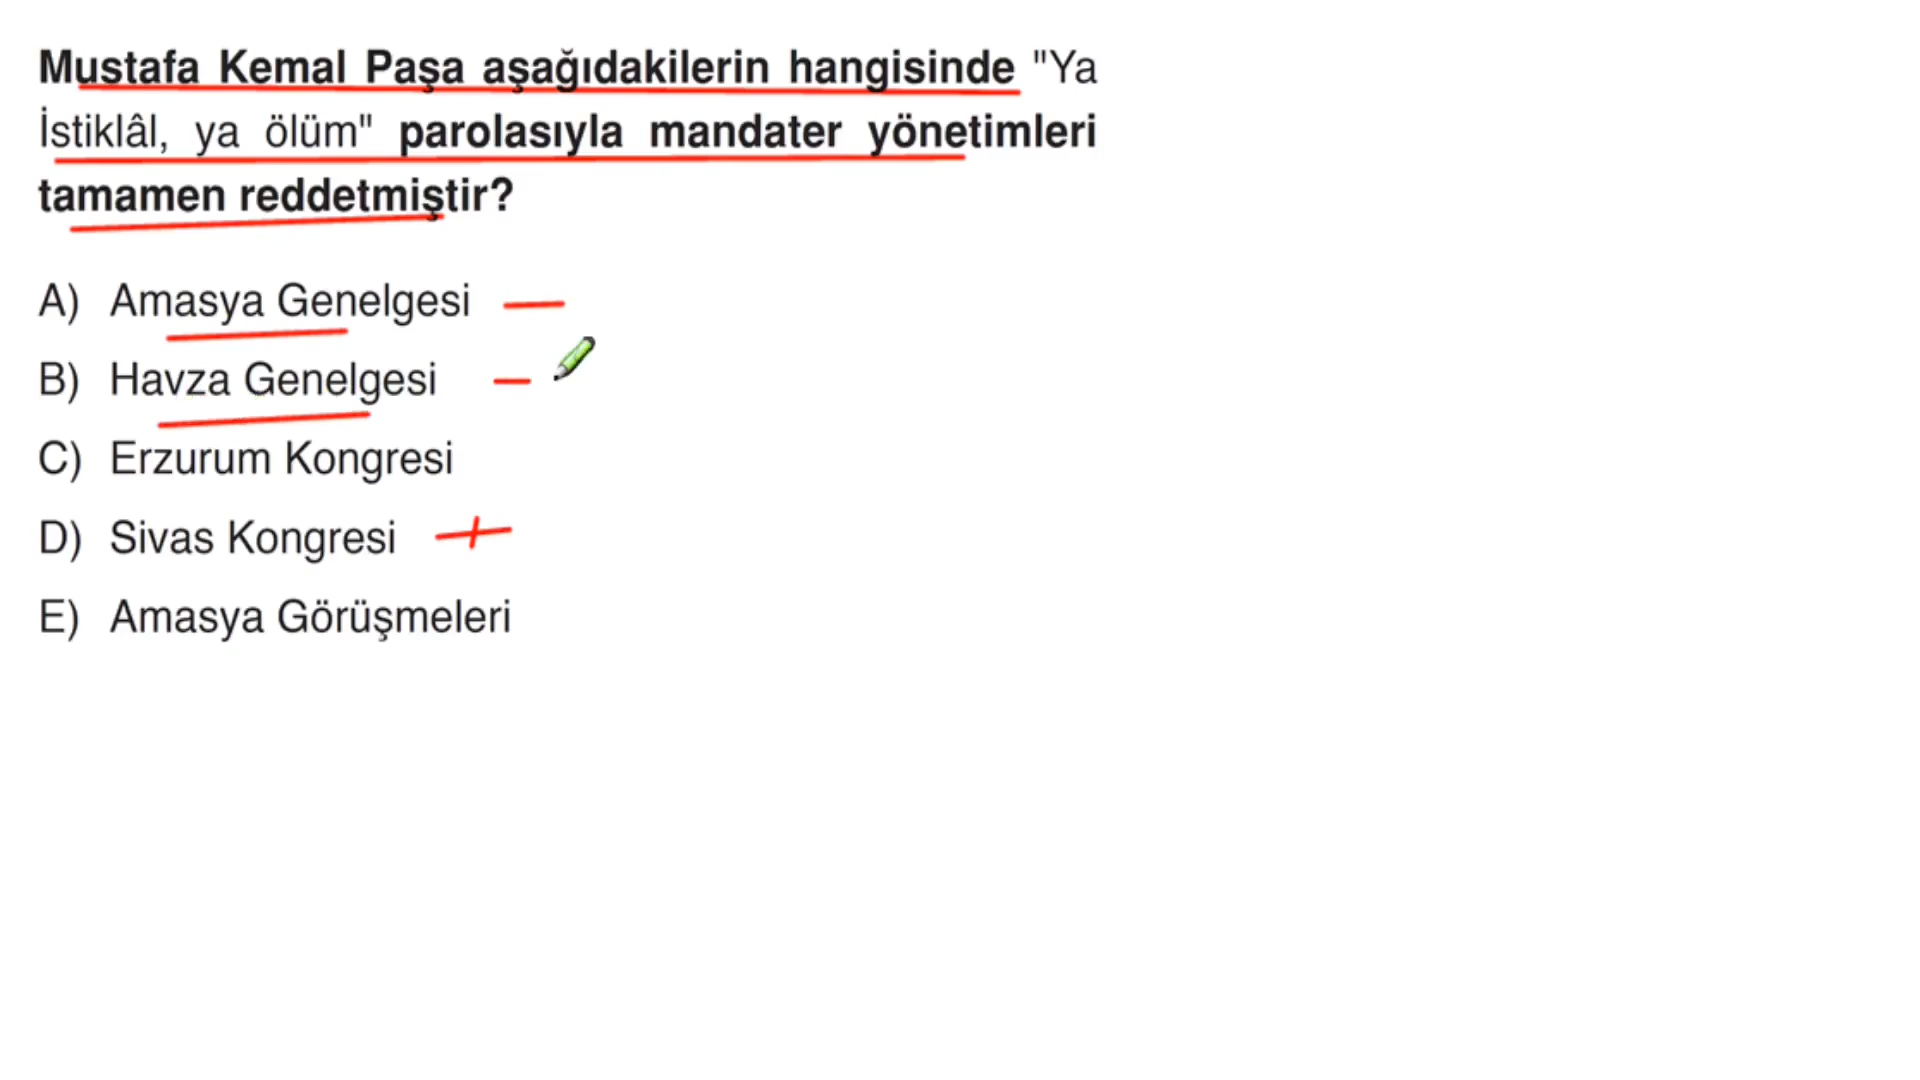 Mustafa Kemal Paşa aşağıdakilerin hangisinde "Ya
İstiklâl, ya ölüm" parolasıyla mandater yönetimleri
tamamen reddetmiştir?
A) Amasya Genelgesi
B) Havza Genelgesi
C) Erzurum Kongresi
D) Sivas Kongresi
E) Amasya Görüşmeleri